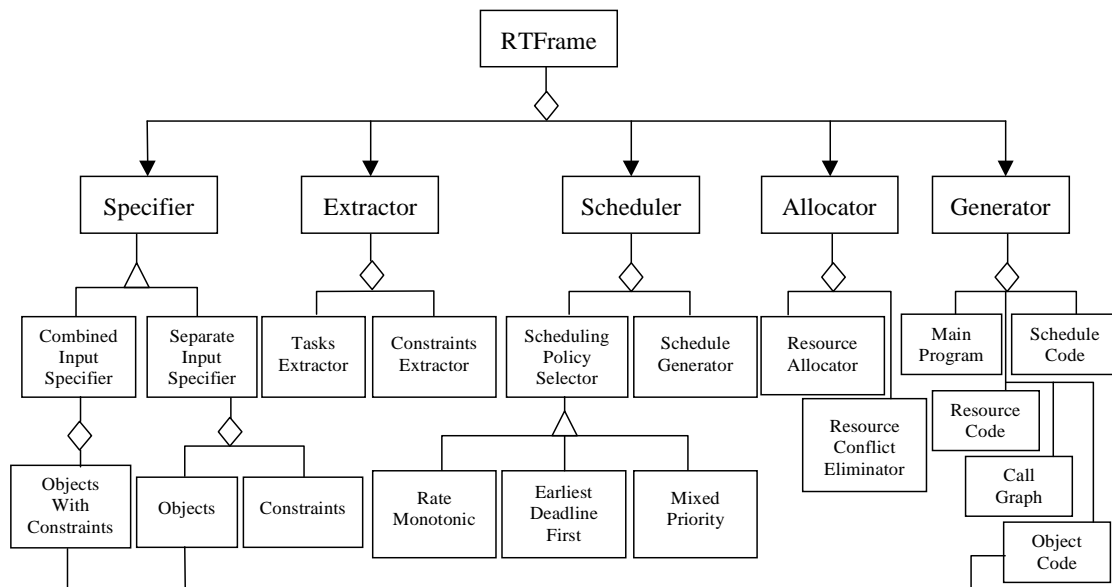 RTFrame
Specifier
Extractor
Scheduler
Allocator
Generator
Combined
Input
Specifier
Separate
Input
Specifier
Tasks
Extractor
Constraints
Extractor
Scheduling
Policy
Selector
Schedule
Generator
Resource
Allocator
Main
Program
Schedule
Code
Resource
Conflict
Eliminator
Resource
Code
Call
Graph
Object
Code
Objects
With
Constraints
Objects
Constraints
Rate
Monotonic
Earliest
Deadline
First
Mixed
Priority